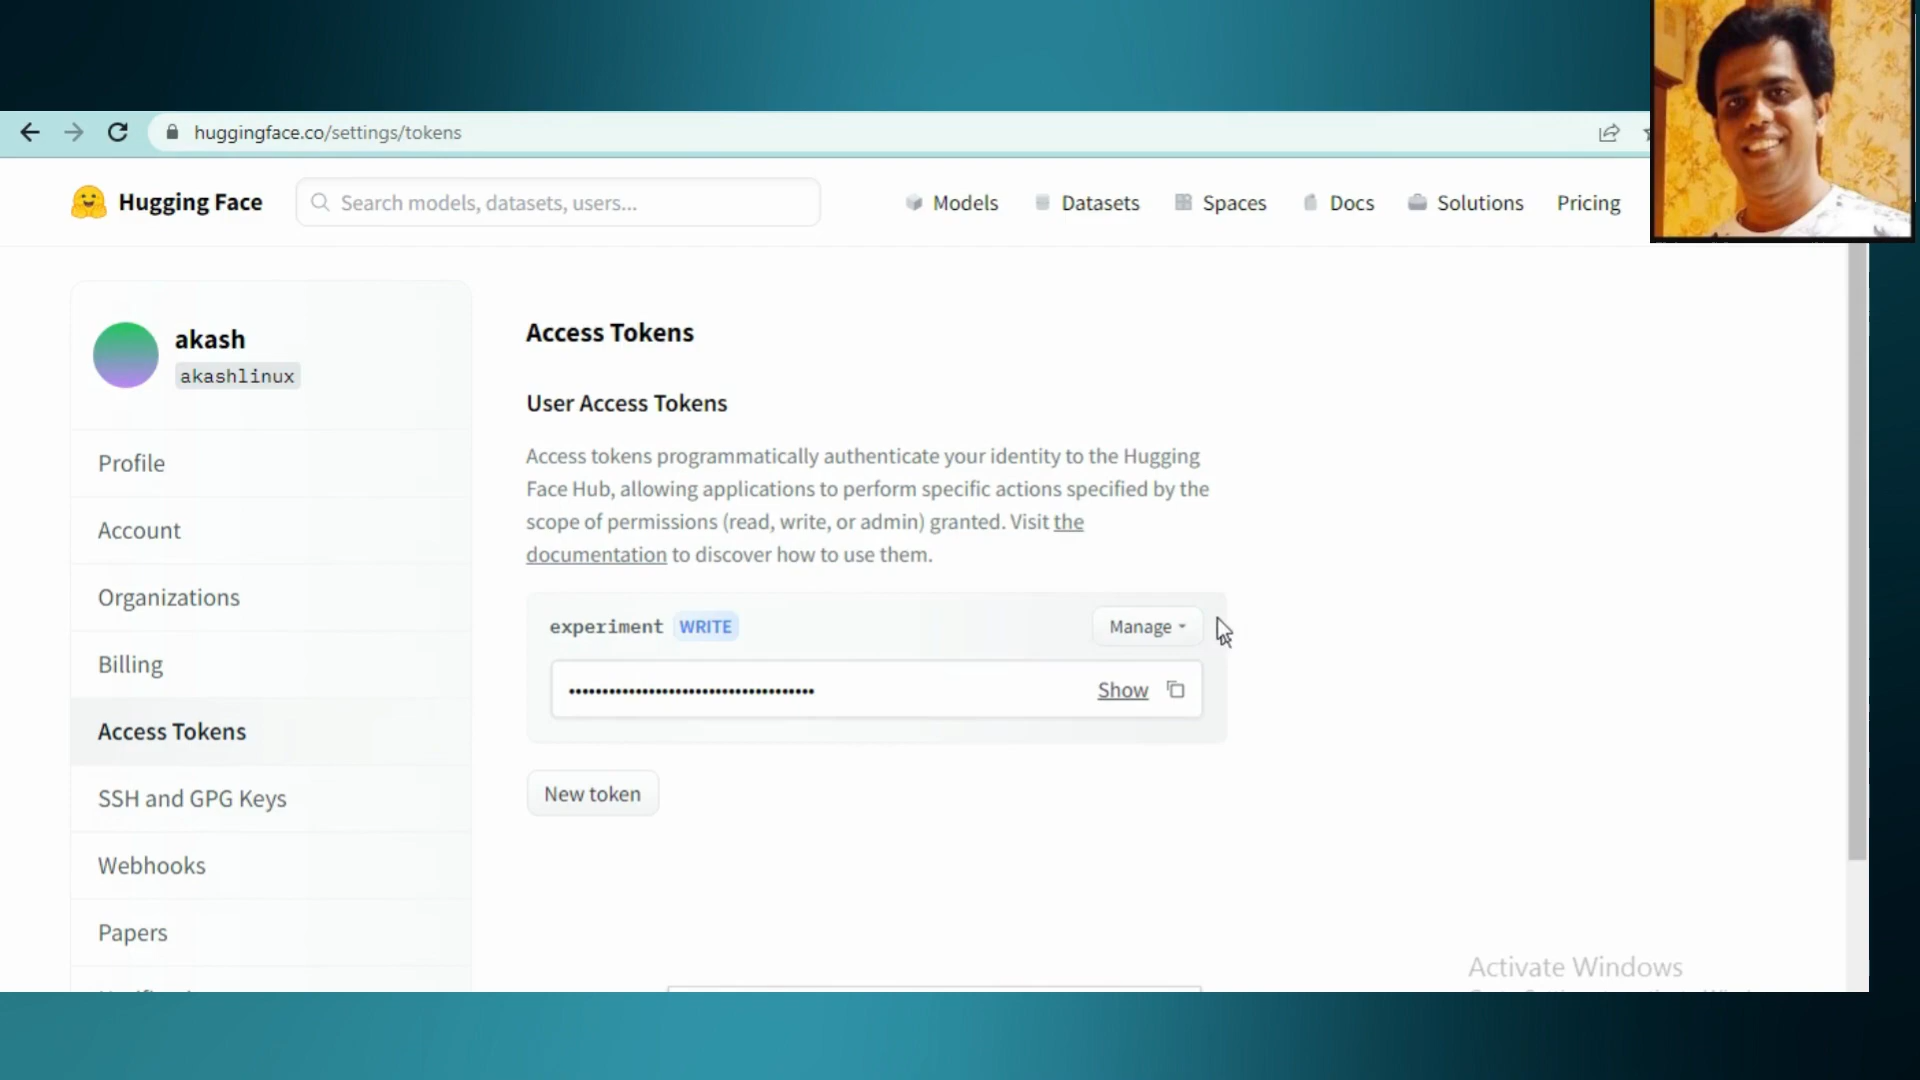 huggingface.co/settings/tokens
Hugging Face
Search models, datasets, users...
Models
Datasets
Spaces
Docs
Solutions
Pricing
akash
akashlinux
Profile
Account
Organizations
Billing
Access Tokens
SSH and GPG Keys
Webhooks
Papers
Access Tokens
User Access Tokens
Access tokens programmatically authenticate your identity to the Hugging
Face Hub, allowing applications to perform specific actions specified by the
scope of permissions (read, write, or admin) granted. Visit the
documentation to discover how to use them.
experiment WRITE
Manage
Show
New token
Activate Windows